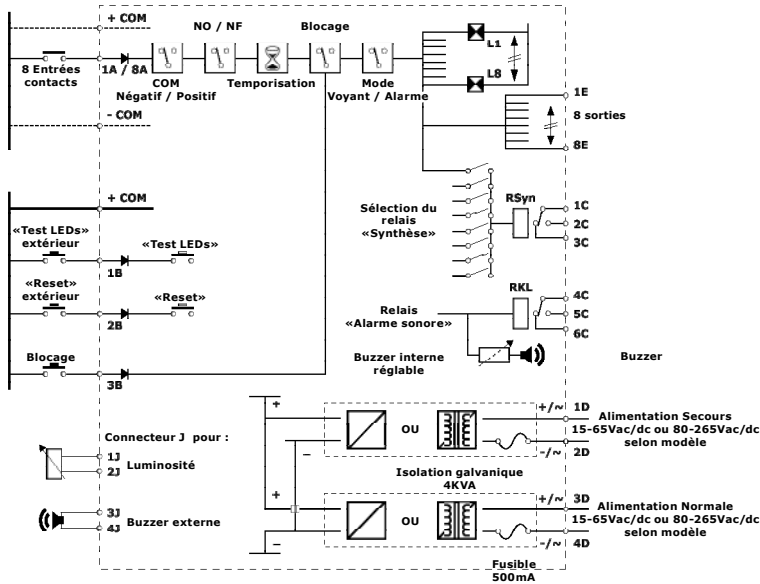 + COM
NO / NF
Blocage
8 Entrées
contacts
1A / 8A
COM
Négatif / Positif
Temporisation
Mode
Voyant / Alarme
L1
L8
- COM
1E
8 sorties
8E
+ COM
«Test LEDs»
extérieur
«Test LEDs»
1B
«Reset»
extérieur
«Reset»
2B
Blocage
3B
Sélection du
relais
«Synthèse»
RSyn
1C
2C
3C
Relais
«Alarme sonore»
RKL
4C
5C
6C
Buzzer interne
réglable
Buzzer
Connecteur J pour :
1J
2J
Luminosité
3J
4J
Buzzer externe
+
–
OU
+/~ 1D
-/~ 2D
Alimentation Secours
15-65Vac/dc ou 80-265Vac/dc
selon modèle
Isolation galvanique
4KVA
+
–
OU
+/~ 3D
-/~ 4D
Alimentation Normale
15-65Vac/dc ou 80-265Vac/dc
selon modèle
Fusible
500mA